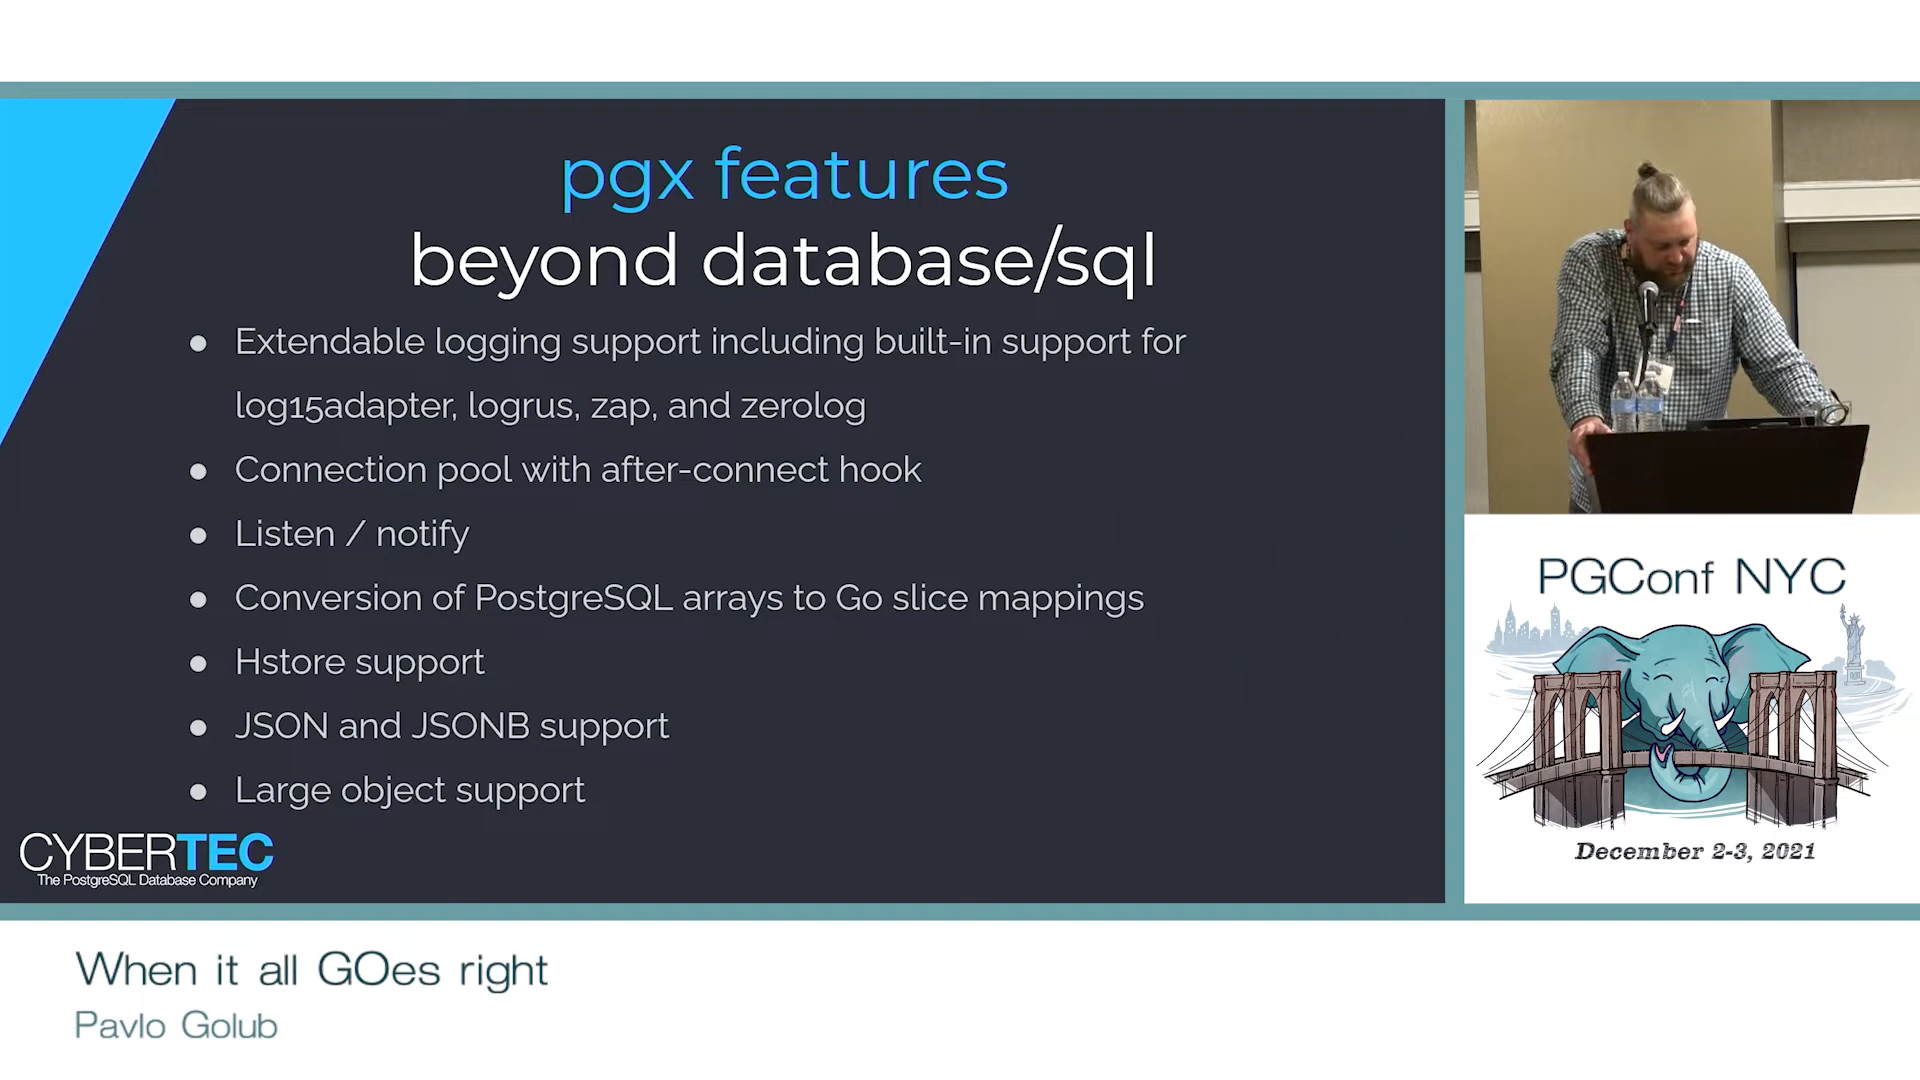 pgx features
beyond database/sql
● Extendable logging support including built-in support for
log15adapter, logrus, zap, and zerolog
● Connection pool with after-connect hook
● Listen / notify
● Conversion of PostgreSQL arrays to Go slice mappings
● Hstore support
● JSON and JSONB support
● Large object support
CYBERTEC
The PostgreSQL Database Company
PGConf NYC
December 2-3, 2021
When it all GOes right
Pavlo Golub